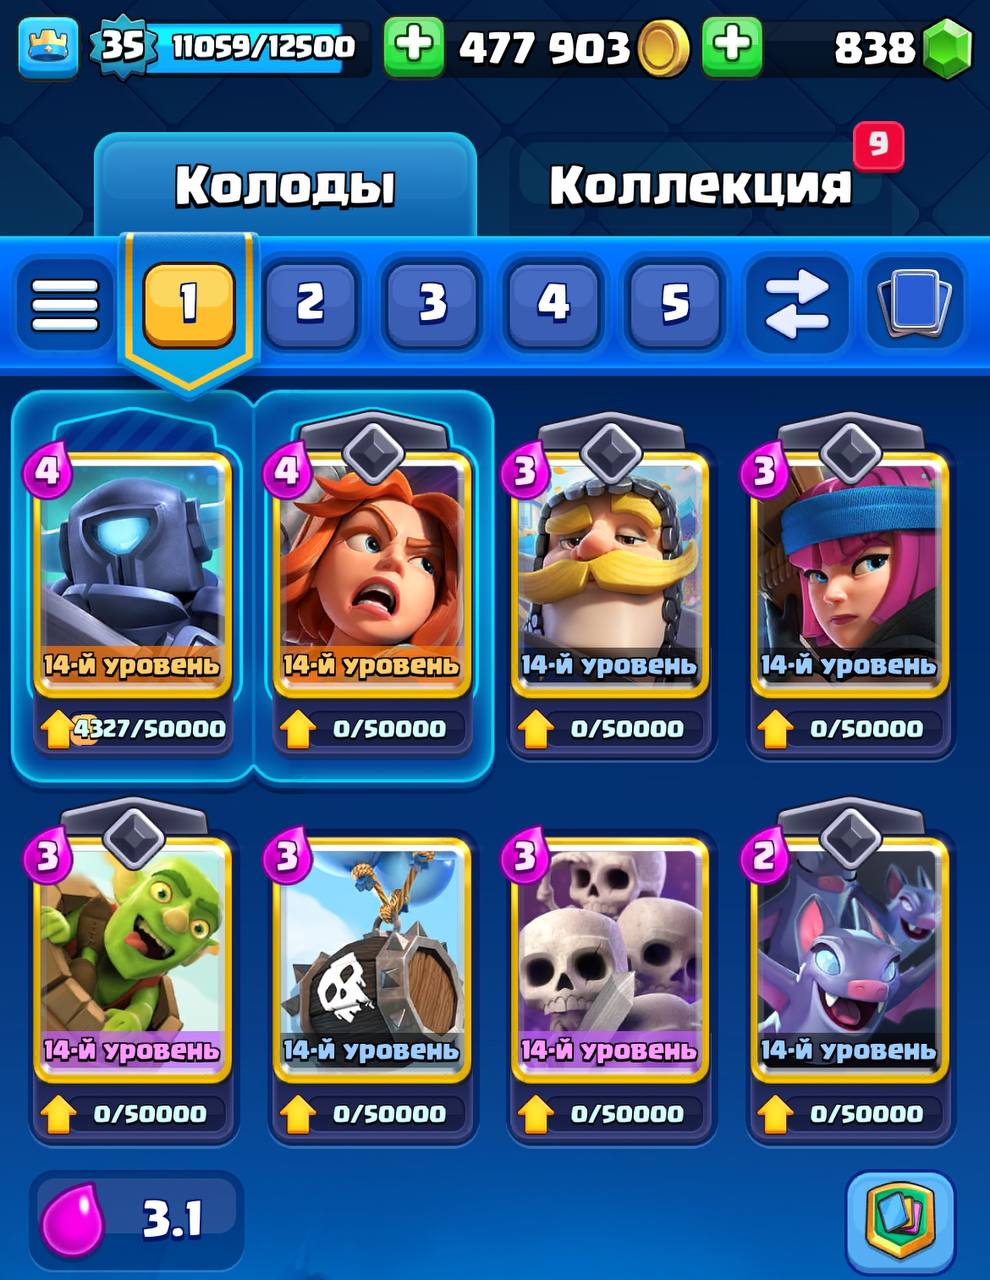 35 11059/12500 477 903 838
9
Колоды Коллекция
1 2 3 4 5
4 4 3 3
14-й уровень 14-й уровень 14-й уровень 14-й уровень
4327/50000 0/50000 0/50000 0/50000
3 3 3 2
14-й уровень 14-й уровень 14-й уровень 14-й уровень
0/50000 0/50000 0/50000 0/50000
3.1